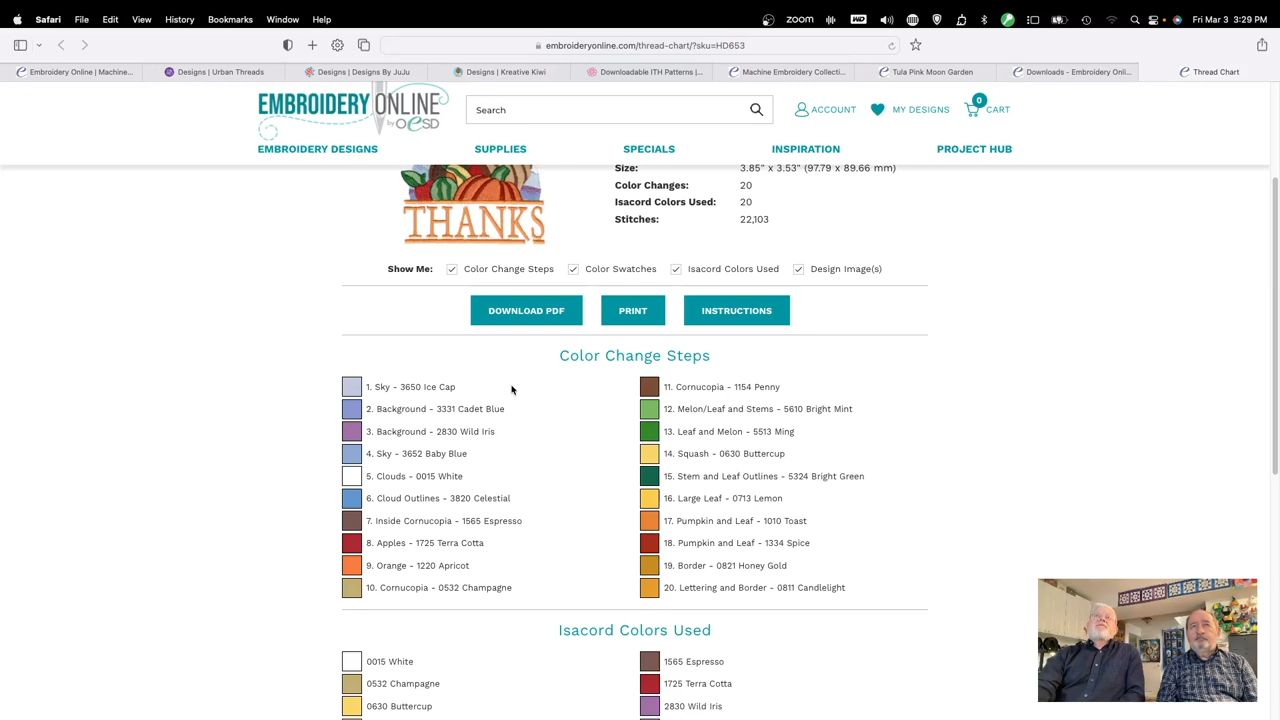 Safari File Edit View History Bookmarks Window Help
zoom WD Fri Mar 3 3:29 PM
embroideryonline.com/thread-chart/?sku=HD653
Embroidery Online | Machine... Designs | Urban Threads Designs | Designs By JuJu Designs | Kreative Kiwi Downloadable ITH Patterns |... Machine Embroidery Collecti... Tula Pink Moon Garden Downloads - Embroidery Onli... Thread Chart
EMBROIDERY ONLINE
by OESD
Search
ACCOUNT MY DESIGNS 0 CART
EMBROIDERY DESIGNS SUPPLIES SPECIALS INSPIRATION PROJECT HUB
THANKS
Size: 3.85" x 3.53" (97.79 x 89.66 mm)
Color Changes: 20
Isacord Colors Used: 20
Stitches: 22,103
Show Me: Color Change Steps Color Swatches Isacord Colors Used Design Image(s)
DOWNLOAD PDF PRINT INSTRUCTIONS
Color Change Steps
1. Sky - 3650 Ice Cap
2. Background - 3331 Cadet Blue
3. Background - 2830 Wild Iris
4. Sky - 3652 Baby Blue
5. Clouds - 0015 White
6. Cloud Outlines - 3820 Celestial
7. Inside Cornucopia - 1565 Espresso
8. Apples - 1725 Terra Cotta
9. Orange - 1220 Apricot
10. Cornucopia - 0532 Champagne
11. Cornucopia - 1154 Penny
12. Melon/Leaf and Stems - 5610 Bright Mint
13. Leaf and Melon - 5513 Ming
14. Squash - 0630 Buttercup
15. Stem and Leaf Outlines - 5324 Bright Green
16. Large Leaf - 0713 Lemon
17. Pumpkin and Leaf - 1010 Toast
18. Pumpkin and Leaf - 1334 Spice
19. Border - 0821 Honey Gold
20. Lettering and Border - 0811 Candlelight
Isacord Colors Used
0015 White
0532 Champagne
0630 Buttercup
1565 Espresso
1725 Terra Cotta
2830 Wild Iris